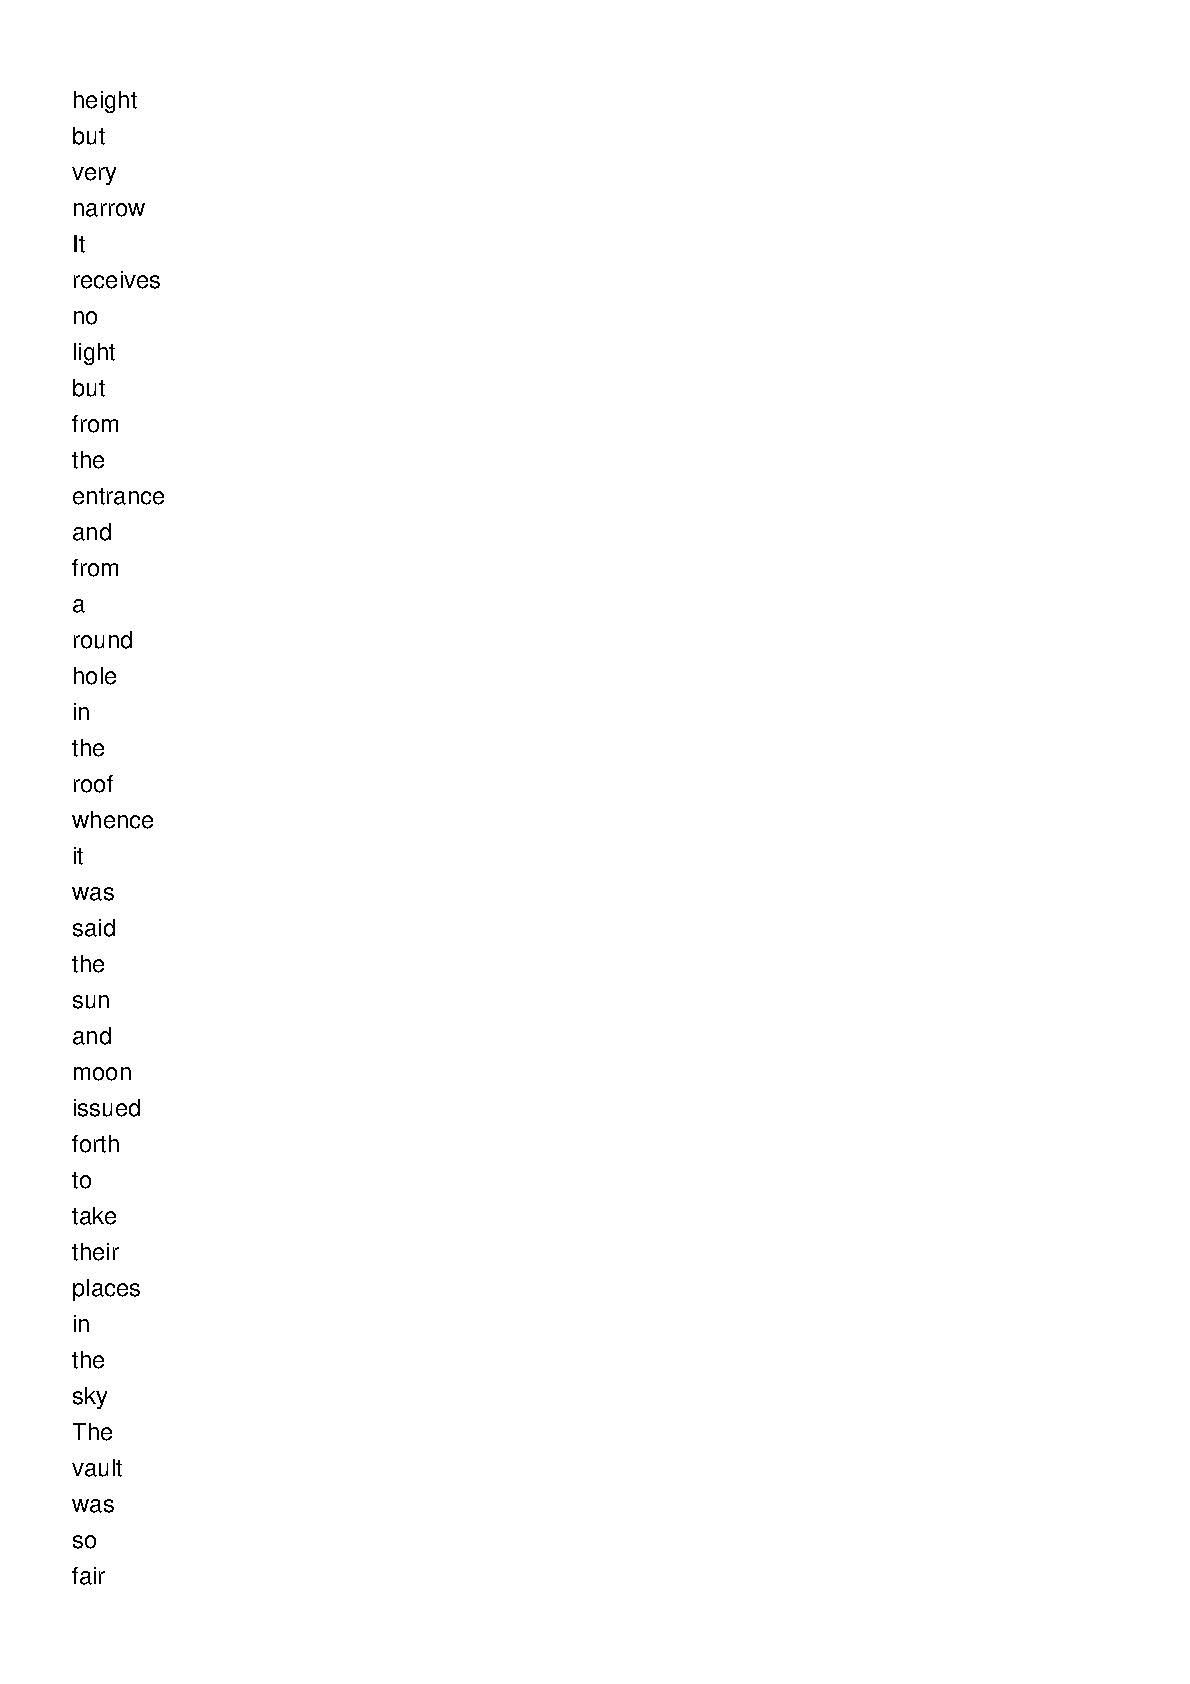 height
but
very
narrow
It
receives
no
light
but
from
the
entrance
and
from
a
round
hole
in
the
roof
whence
it
was
said
the
sun
and
moon
issued
forth
to
take
their
places
in
the
sky
The
vault
was
so
fair